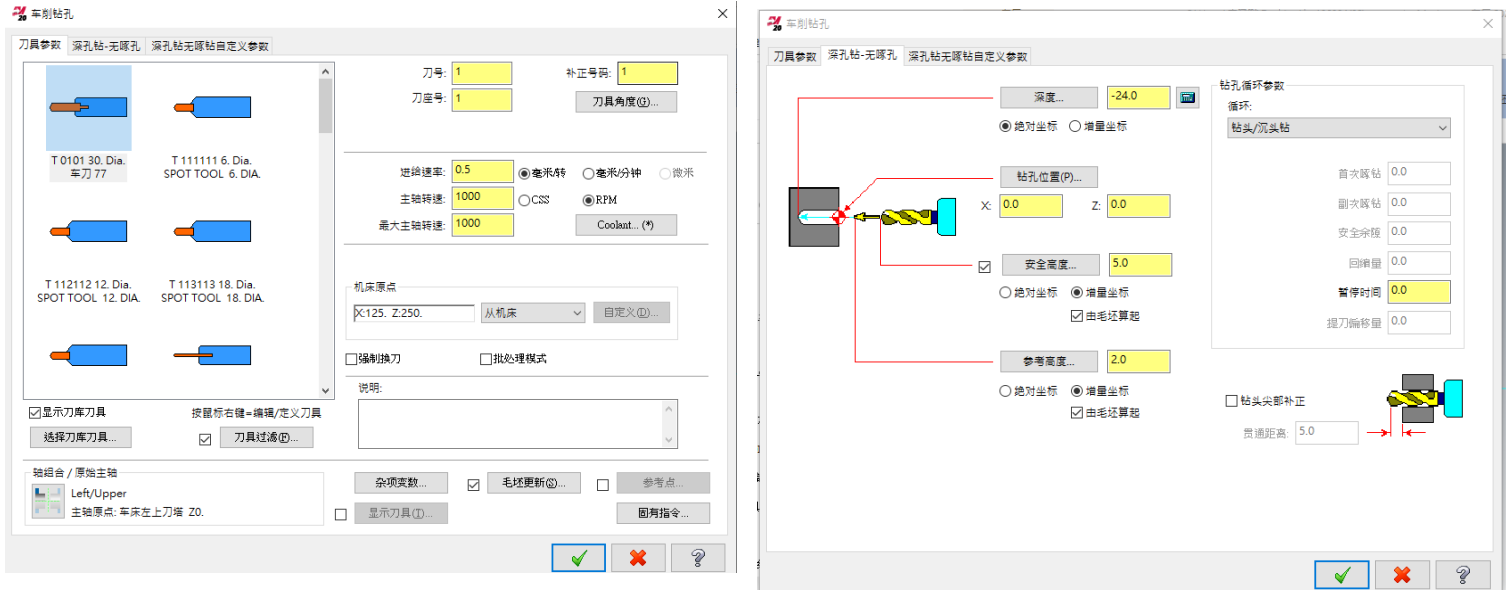 车削钻孔
刀具参数 深孔钻-无啄孔 深孔钻无啄钻自定义参数
T 0101 30. Dia.
车刀 77
T 111111 6. Dia.
SPOT TOOL 6. DIA.
T 112112 12. Dia.
SPOT TOOL 12. DIA.
T 113113 18. Dia.
SPOT TOOL 18. DIA.
显示刀库刀具
按鼠标右键=编辑/定义刀具
选择刀库刀具...
刀具过滤(F)...
轴组合 / 原始主轴
Left/Upper
主轴原点: 车床左上刀塔 Z0.
刀号: 1
补正号码: 1
刀座号: 1
刀具角度(G)...
进给速率: 0.5 毫米/转 毫米/分钟 微米
主轴转速: 1000 CSS RPM
最大主轴转速: 1000 Coolant... (*)
机床原点
X:125. Z:250. 从机床 自定义(D)...
强制换刀 批处理模式
说明:
杂项变数... 毛坯更新(S)... 参考点...
显示刀具(T)... 固有指令...
车削钻孔
刀具参数 深孔钻-无啄孔 深孔钻无啄钻自定义参数
深度... -24.0
绝对坐标 增量坐标
钻孔位置(P)...
X: 0.0 Z: 0.0
安全高度... 5.0
绝对坐标 增量坐标
由毛坯算起
参考高度... 2.0
绝对坐标 增量坐标
由毛坯算起
钻孔循环参数
循环:
钻头/沉头钻
首次啄钻 0.0
副次啄钻 0.0
安全余隙 0.0
回缩量 0.0
暂停时间 0.0
提刀偏移量 0.0
钻头尖部补正
贯通距离: 5.0